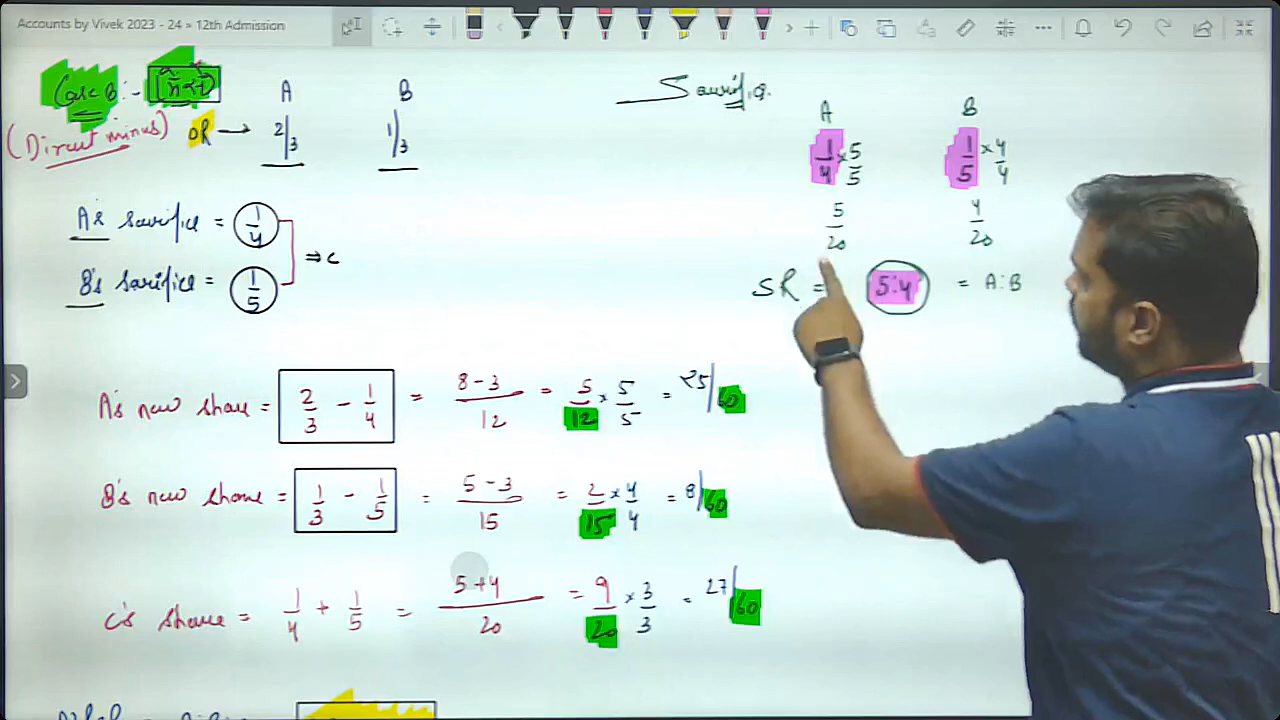 Accounts by Vivek 2023 - 24 » 12th Admission
Case B :-
(Direct minus)
OR → A 2/3 B 1/3
A's sacrifice = 1/4
B's sarifice = 1/5
⇒ C
Sacrifice
A B
1/4 × 5/5 1/5 × 4/4
5/20 4/20
SR = 5:4 = A:B
A's new share = 2/3 - 1/4 = 8-3/12 = 5/12 × 5/5 = 25/60
B's new share = 1/3 - 1/5 = 5-3/15 = 2/15 × 4/4 = 8/60
C's share = 1/4 + 1/5 = 5+4/20 = 9/20 × 3/3 = 27/60